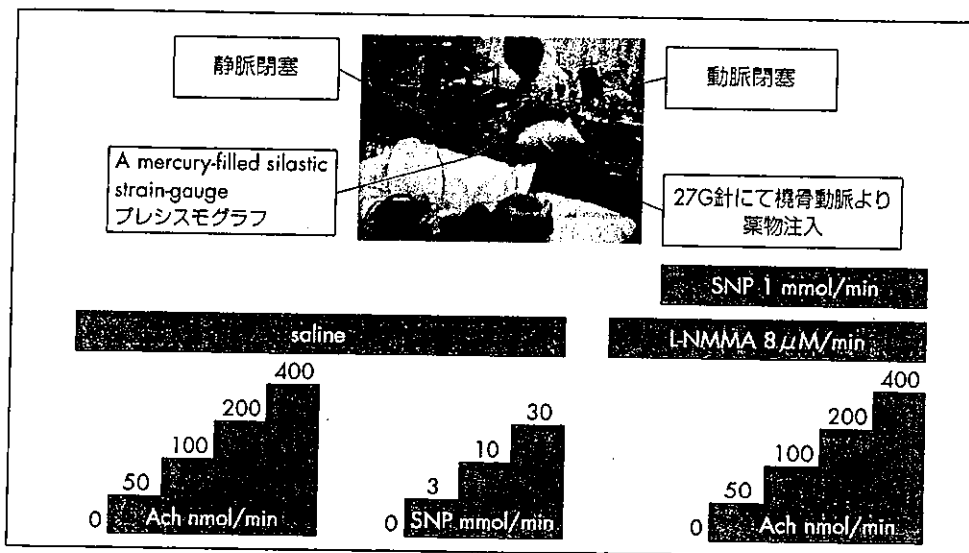 静脈閉塞
動脈閉塞
A mercury-filled silastic
strain-gauge
プレシスモグラフ
27G針にて橈骨動脈より
薬物注入
SNP 1 mmol/min
saline
L-NMMA 8μM/min
0
50
100
200
400
Ach nmol/min
0
3
10
30
SNP mmol/min
0
50
100
200
400
Ach nmol/min